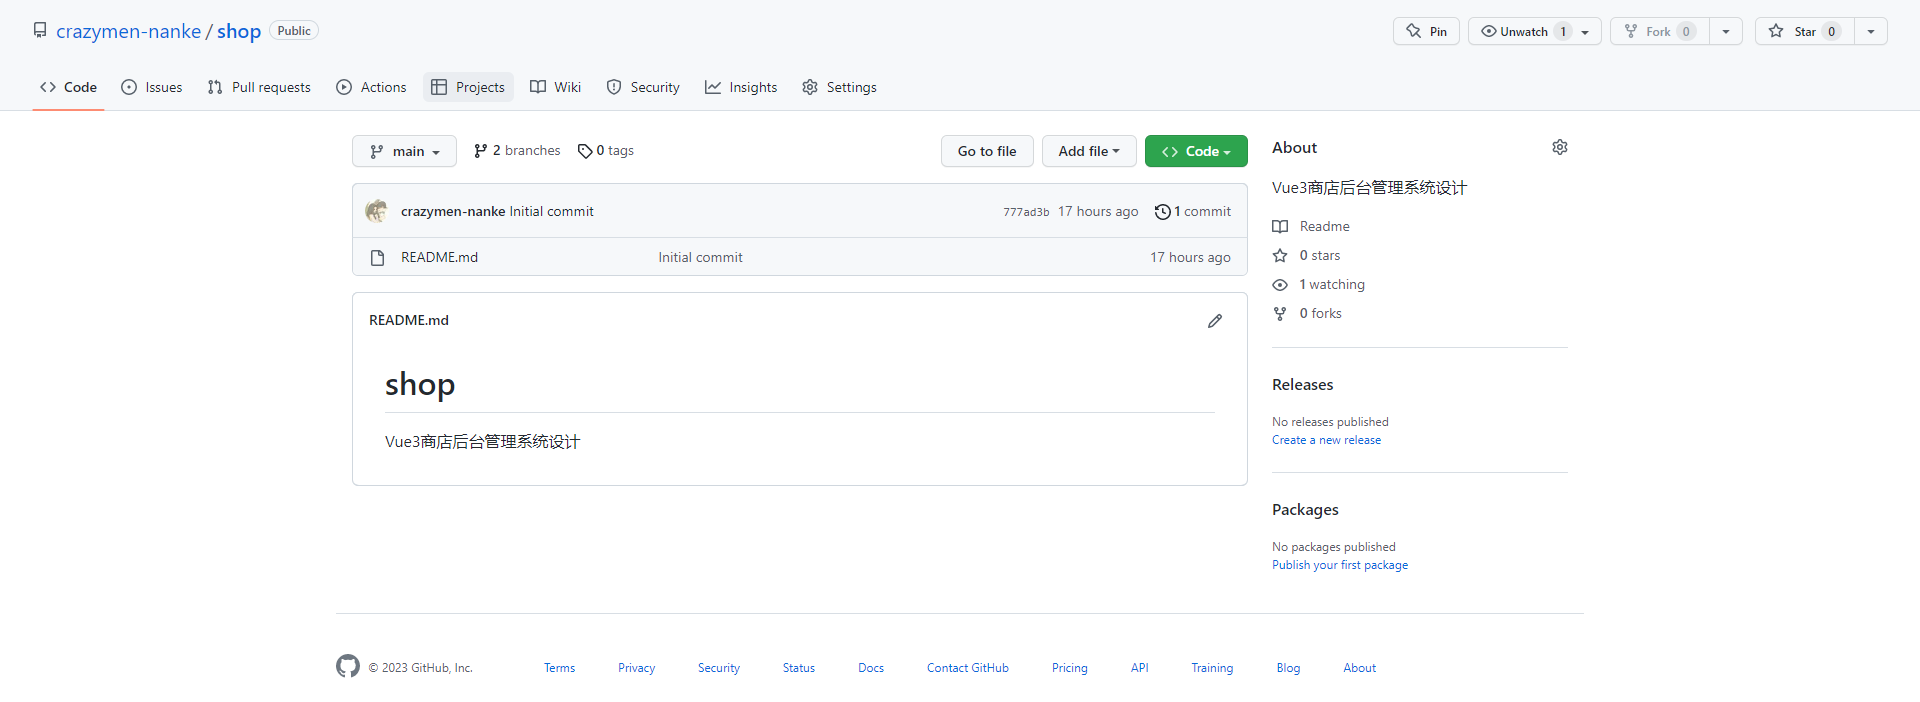 crazymen-nanke / shop Public
Pin Unwatch 1 Fork 0 Star 0
Code Issues Pull requests Actions Projects Wiki Security Insights Settings
main 2 branches 0 tags Go to file Add file Code
crazymen-nanke Initial commit 777ad3b 17 hours ago 1 commit
README.md Initial commit 17 hours ago
README.md
shop
Vue3商店后台管理系统设计
About
Vue3商店后台管理系统设计
Readme
0 stars
1 watching
0 forks
Releases
No releases published
Create a new release
Packages
No packages published
Publish your first package
© 2023 GitHub, Inc. Terms Privacy Security Status Docs Contact GitHub Pricing API Training Blog About